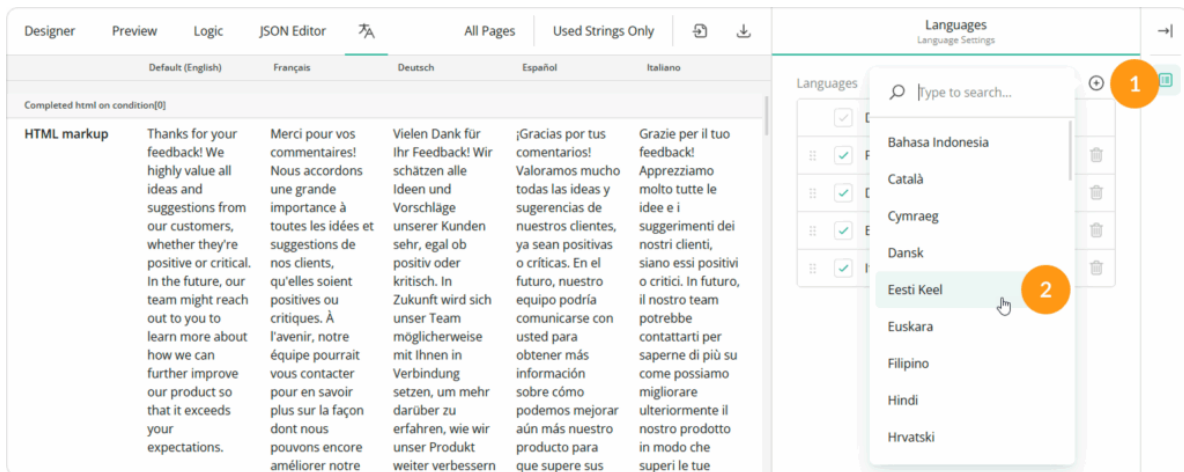 Designer Preview Logic JSON Editor All Pages Used Strings Only
Languages
Language Settings
Default (English) Français Deutsch Español Italiano
Completed html on condition[0]
HTML markup
Thanks for your
feedback! We
highly value all
ideas and
suggestions from
our customers,
whether they're
positive or critical.
In the future, our
team might reach
out to you to
learn more about
how we can
further improve
our product so
that it exceeds
your
expectations.
Merci pour vos
commentaires!
Nous accordons
une grande
importance à
toutes les idées et
suggestions de
nos clients,
qu'elles soient
positives ou
critiques. À
l'avenir, notre
équipe pourrait
vous contacter
pour en savoir
plus sur la façon
dont nous
pouvons encore
améliorer notre
Vielen Dank für
Ihr Feedback! Wir
schätzen alle
Ideen und
Vorschläge
unserer Kunden
sehr, egal ob
positiv oder
kritisch. In
Zukunft wird sich
unser Team
möglicherweise
mit Ihnen in
Verbindung
setzen, um mehr
darüber zu
erfahren, wie wir
unser Produkt
weiter verbessern
¡Gracias por tus
comentarios!
Valoramos mucho
todas las ideas y
sugerencias de
nuestros clientes,
ya sean positivas
o críticas. En el
futuro, nuestro
equipo podría
comunicarse con
usted para
obtener más
información
sobre cómo
podemos mejorar
aún más nuestro
producto para
que supere sus
Grazie per il tuo
feedback!
Apprezziamo
molto tutte le
idee e i
suggerimenti dei
nostri clienti,
siano essi positivi
o critici. In futuro,
il nostro team
potrebbe
contattarti per
saperne di più su
come possiamo
migliorare
ulteriormente il
nostro prodotto
in modo che
superi le tue
Languages
1
Type to search...
Bahasa Indonesia
Català
Cymraeg
Dansk
Eesti Keel
2
Euskara
Filipino
Hindi
Hrvatski